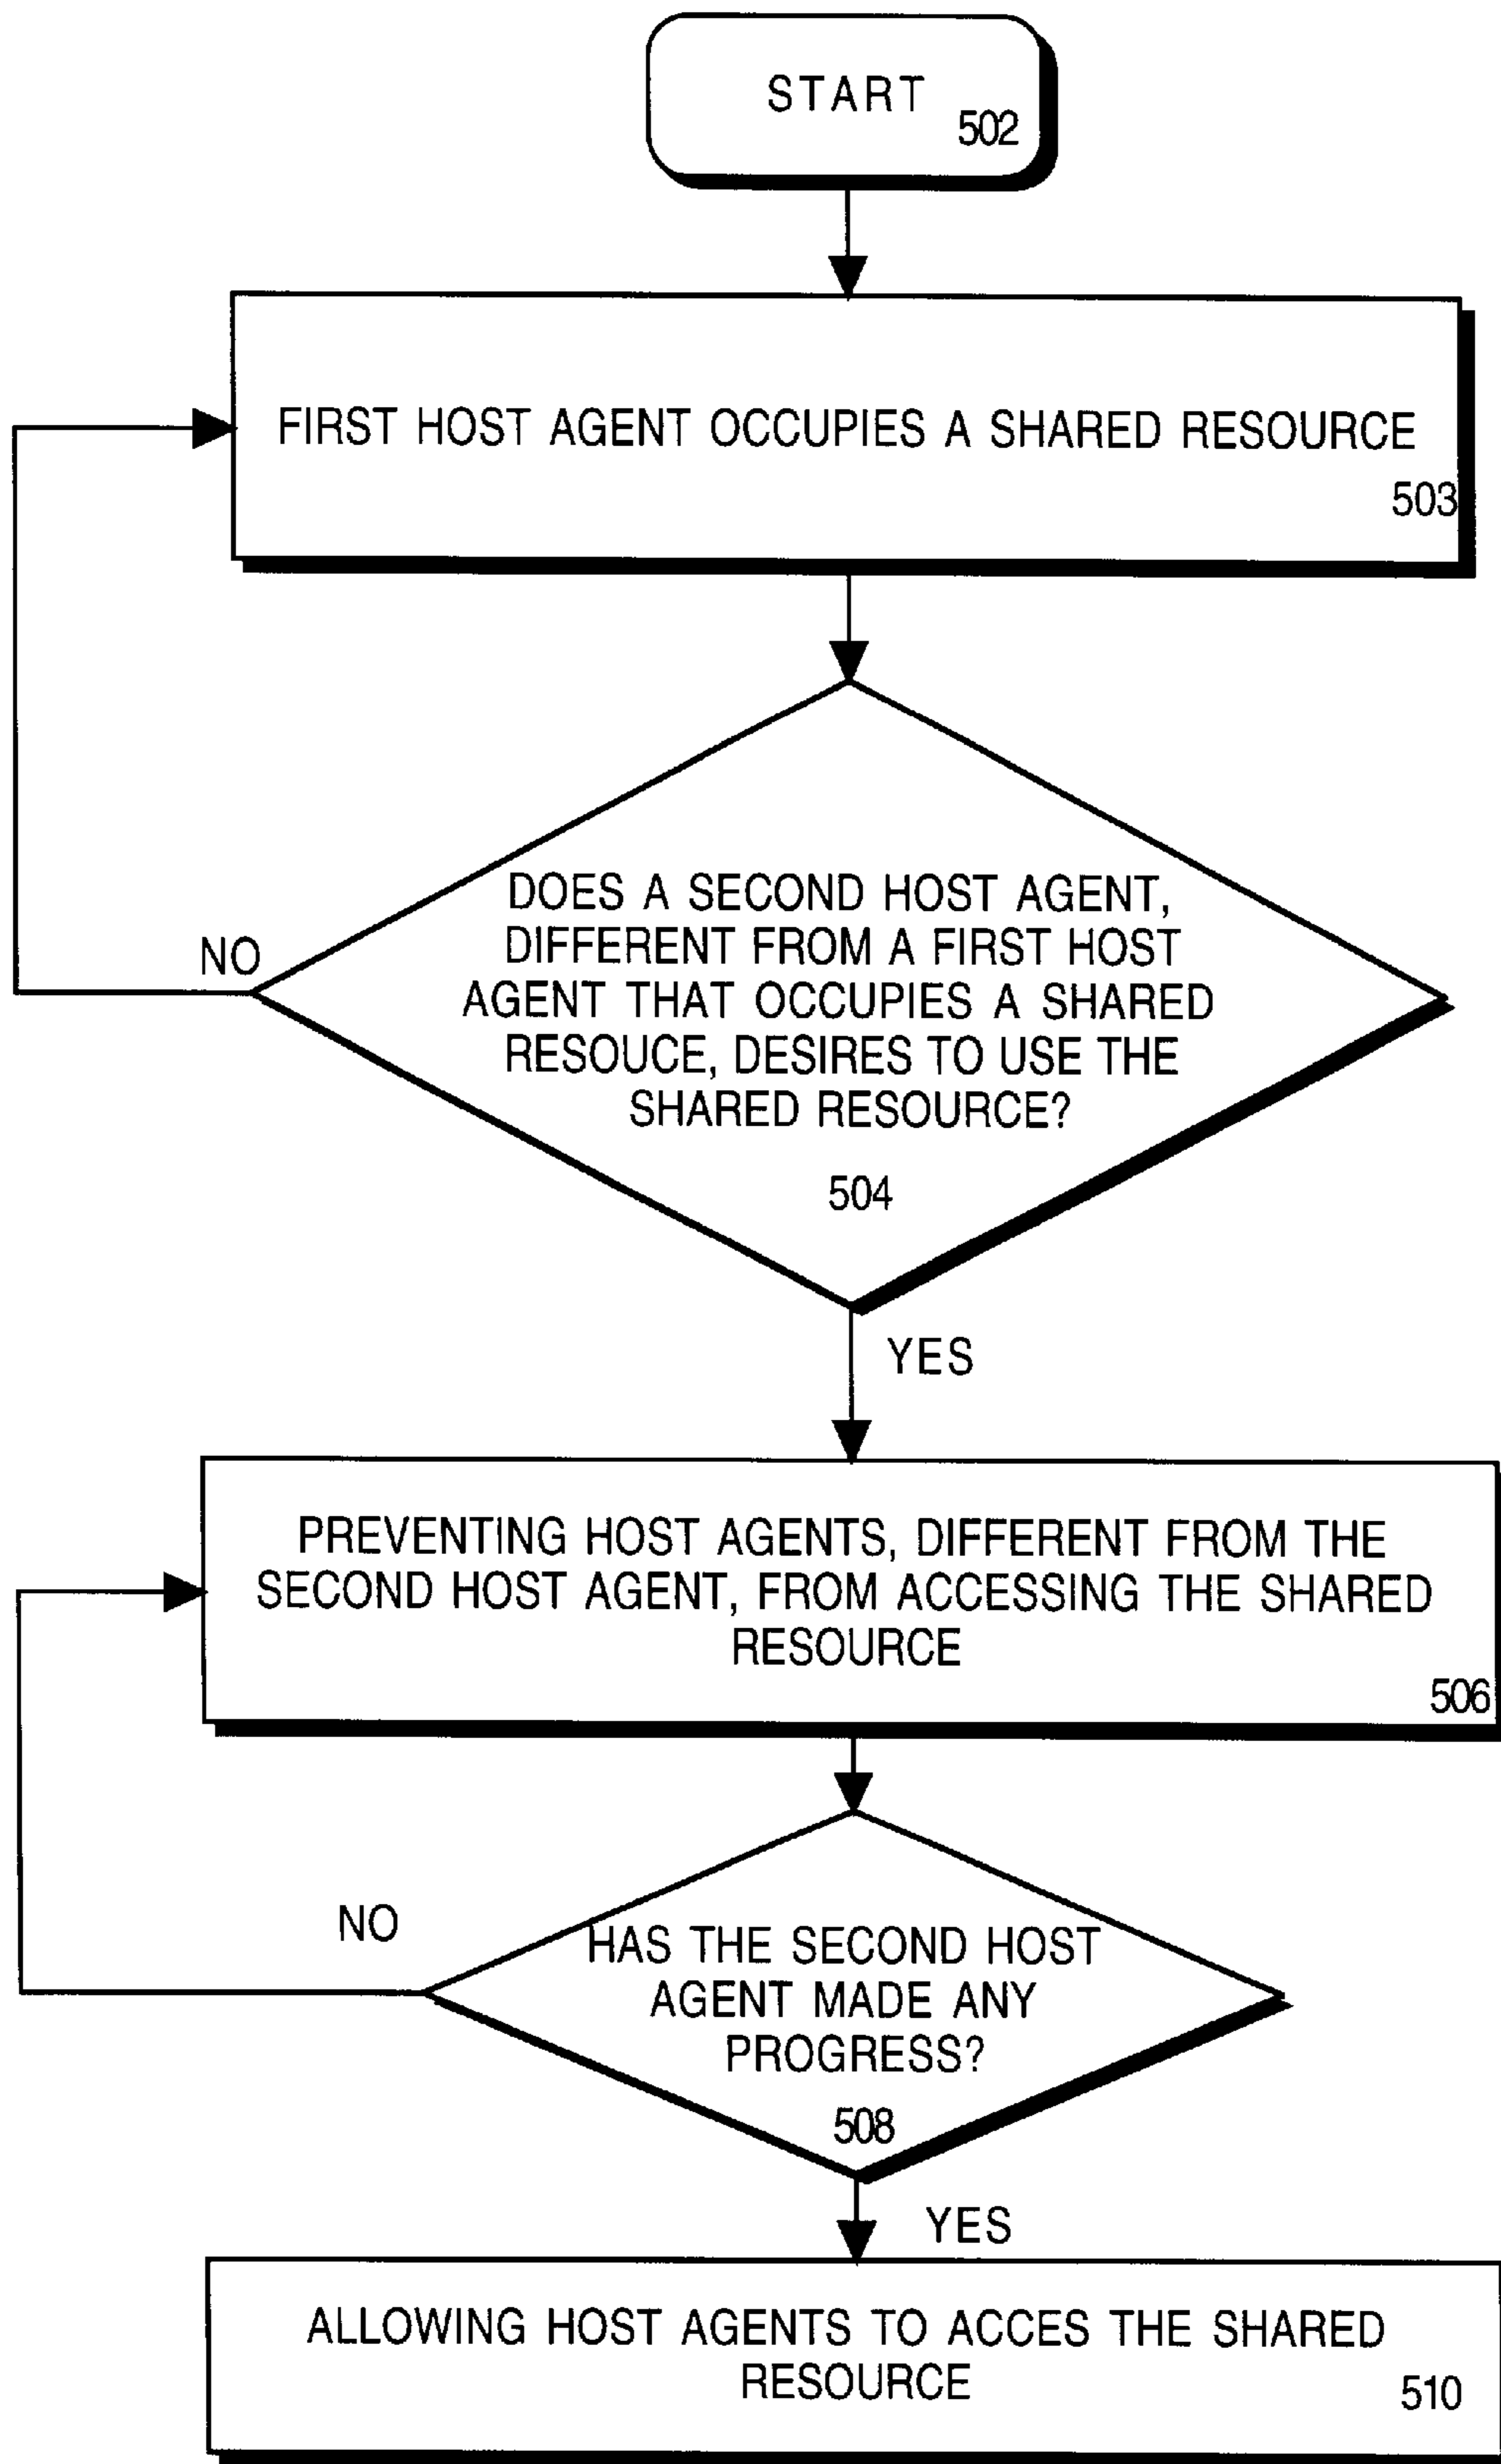 START
502
FIRST HOST AGENT OCCUPIES A SHARED RESOURCE
503
DOES A SECOND HOST AGENT,
DIFFERENT FROM A FIRST HOST
AGENT THAT OCCUPIES A SHARED
RESOUCE, DESIRES TO USE THE
SHARED RESOURCE?
504
NO
YES
PREVENTING HOST AGENTS, DIFFERENT FROM THE
SECOND HOST AGENT, FROM ACCESSING THE SHARED
RESOURCE
506
NO
HAS THE SECOND HOST
AGENT MADE ANY
PROGRESS?
508
YES
ALLOWING HOST AGENTS TO ACCES THE SHARED
RESOURCE
510